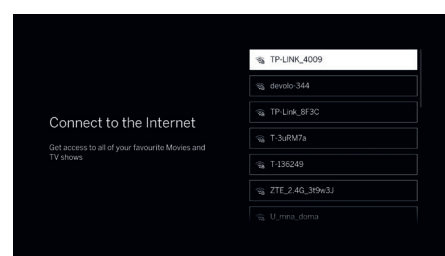 TP-LINK_4009
devolo-344
TP-Link_8F3C
Connect to the Internet
T-3uRM7a
Get access to all of your favourite Movies and
TV shows
T-136249
ZTE_2.4G_3t9w3J
U_mna_doma